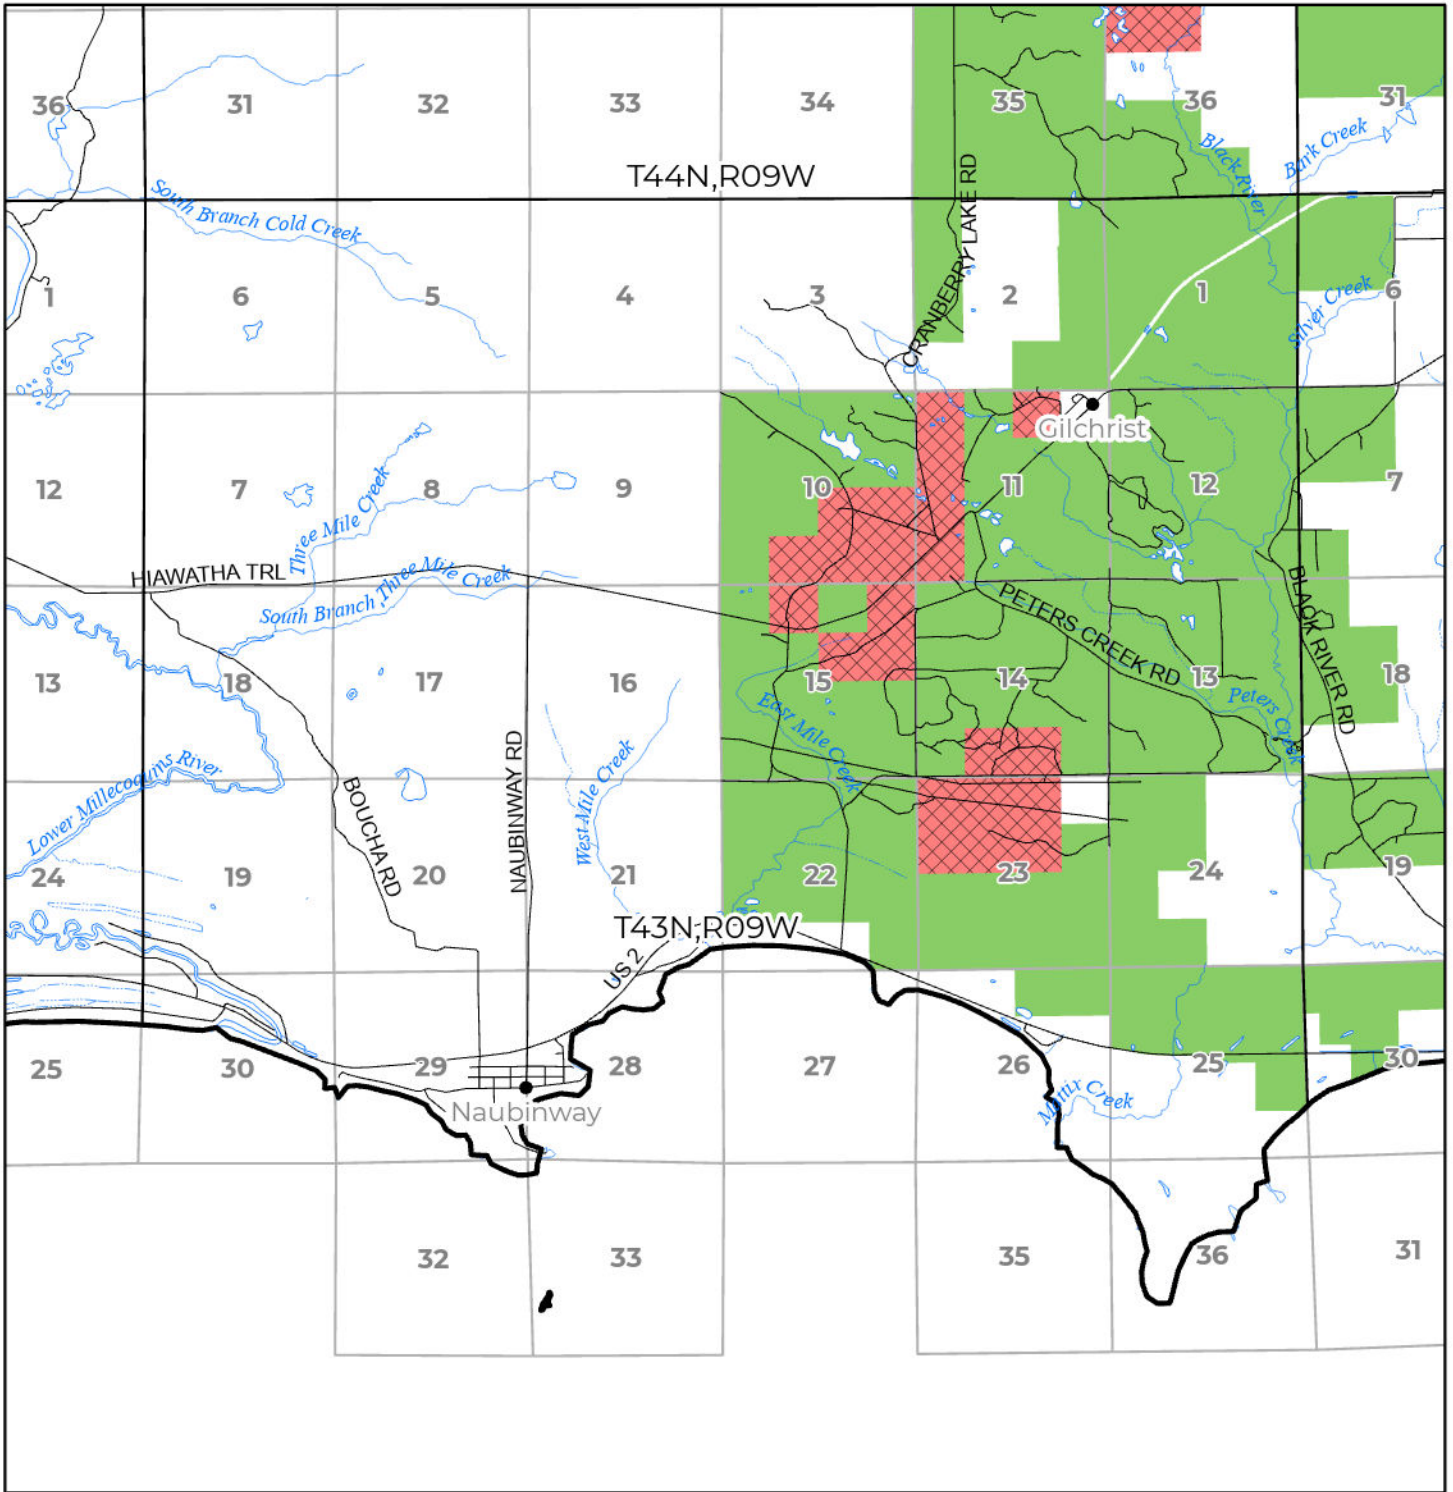 36
31
32
33
34
35
36
31
Black River
Bark Creek
T44N,R09W
South Branch Cold Creek
CRANBERRY LAKE RD
1
6
5
4
3
2
1
6
Silver Creek
Gilchrist
12
7
8
9
10
11
12
7
Three Mile Creek
HIAWATHA TRL
South Branch Three Mile Creek
PETERS CREEK RD
BLACK RIVER RD
13
18
17
16
15
14
13
18
East Mile Creek
Peters Creek
Lower Millecoquins River
BOUCHA RD
NAUBINWAY RD
West Mile Creek
24
19
20
21
22
23
24
19
T43N,R09W
US 2
25
30
29
28
27
26
25
30
Mattix Creek
Naubinway
32
33
35
36
31